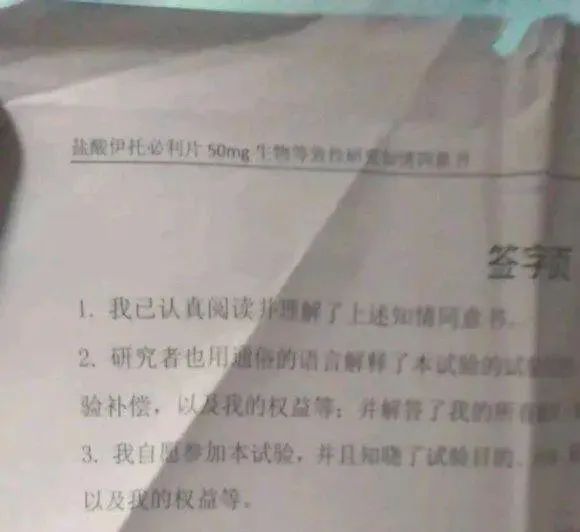 盐酸伊托必利片 50mg 生物等效性研究知情同意书
签字页
1. 我已认真阅读并理解了上述知情同意书。
2. 研究者也用通俗的语言解释了本试验的试
验补偿，以及我的权益等；并解答了我的所有
3. 我自愿参加本试验，并且知晓了试验目的、
以及我的权益等。